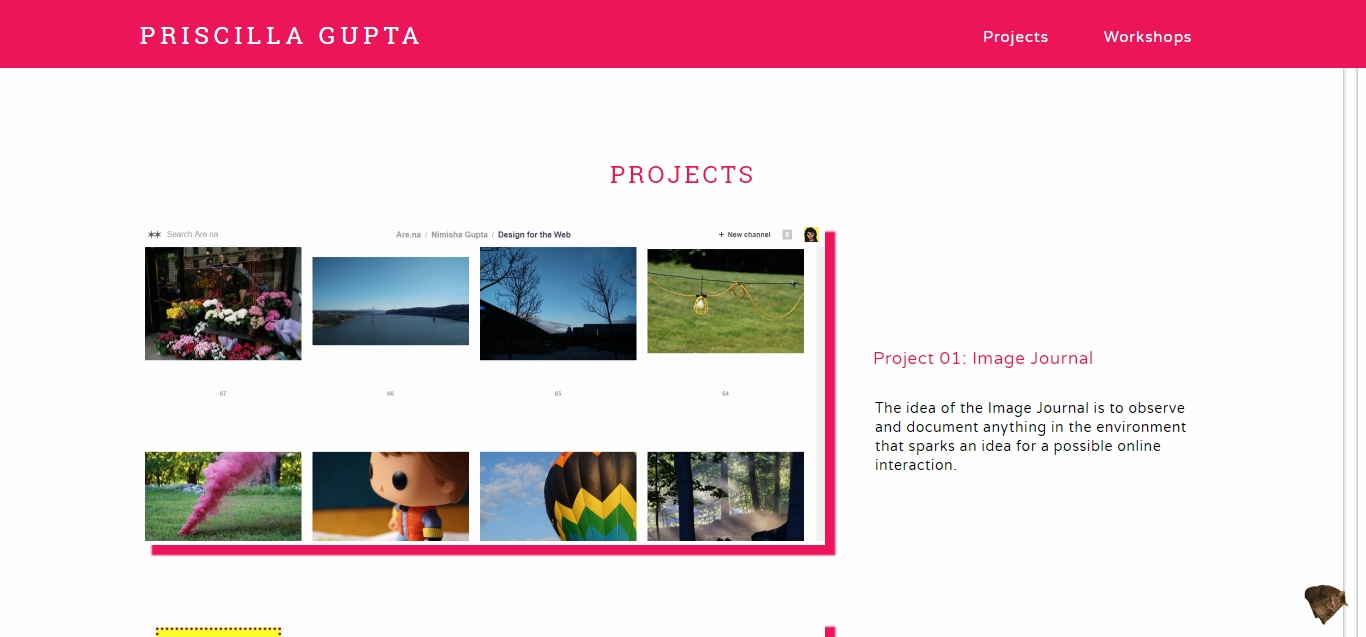 PRISCILLA GUPTA
Projects
Workshops
PROJECTS
Search Are.na
Are.na / Nimisha Gupta / Design for the Web
+ New channel
0
67
66
65
64
Project 01: Image Journal
The idea of the Image Journal is to observe
and document anything in the environment
that sparks an idea for a possible online
interaction.